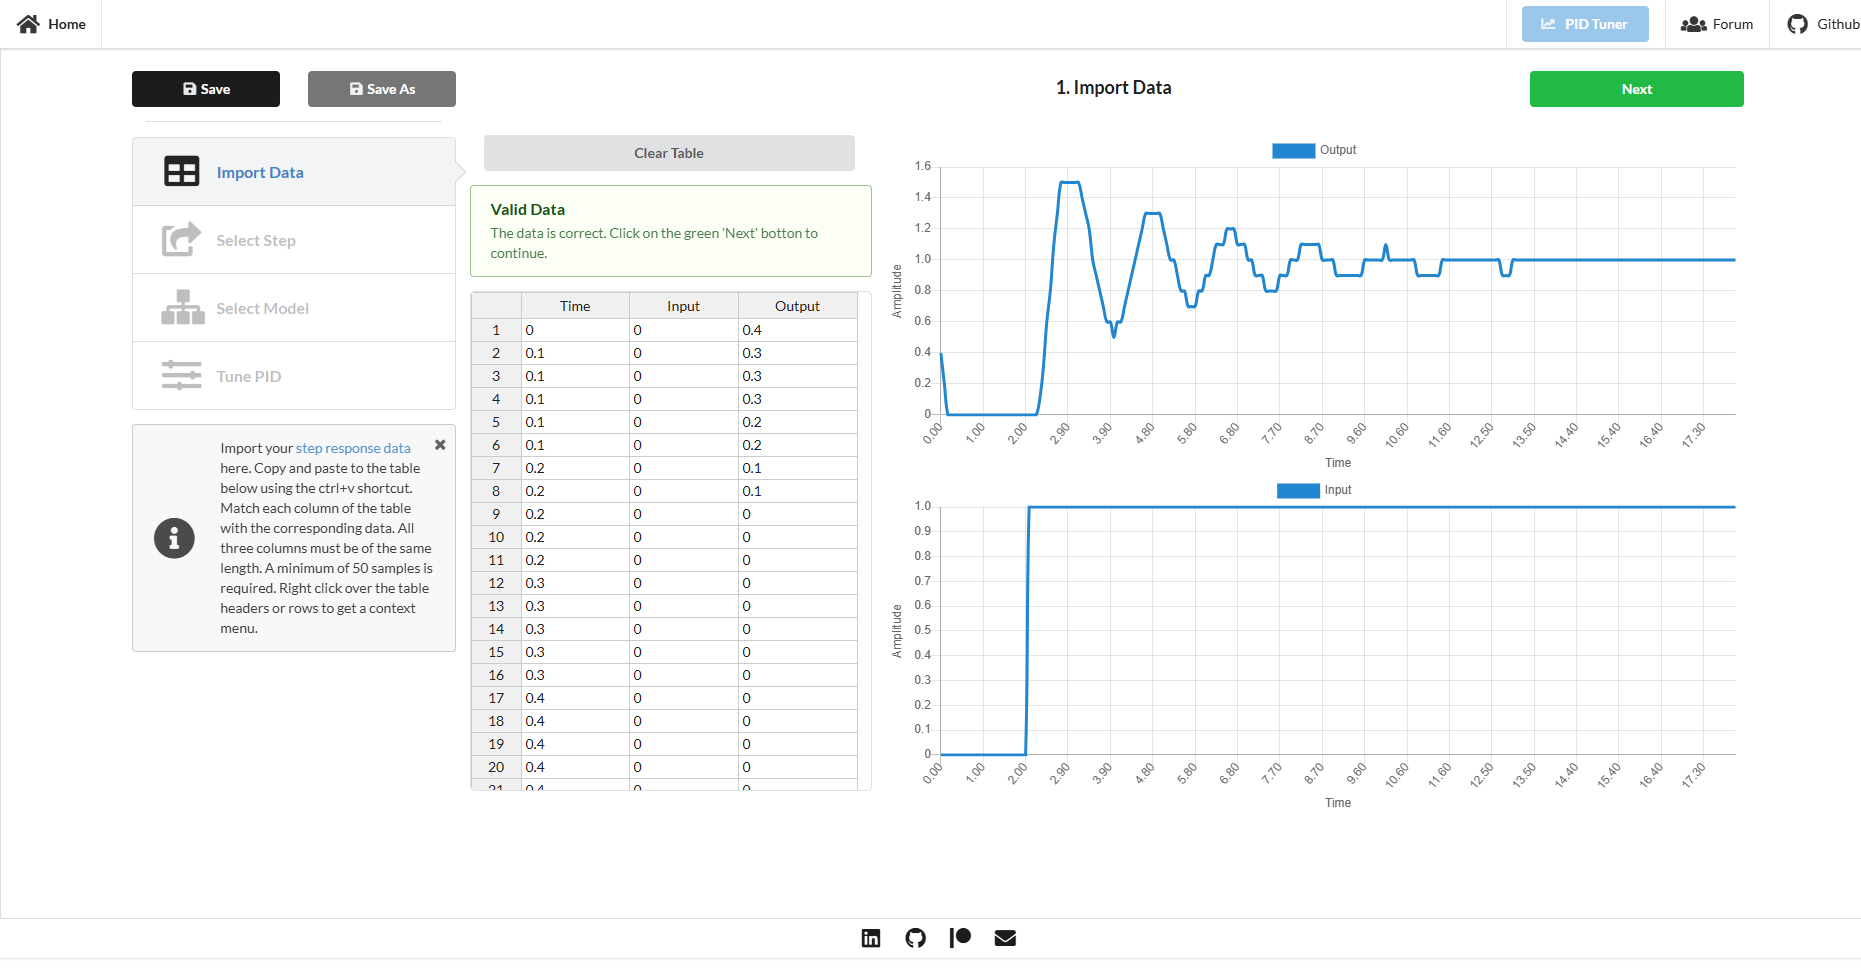 Home
PID Tuner
Forum
Github
Save
Save As
1. Import Data
Next
Import Data
Select Step
Select Model
Tune PID
Import your step response data
here. Copy and paste to the table
below using the ctrl+v shortcut.
Match each column of the table
with the corresponding data. All
three columns must be of the same
length. A minimum of 50 samples is
required. Right click over the table
headers or rows to get a context
menu.
Clear Table
Valid Data
The data is correct. Click on the green 'Next' botton to
continue.
Time Input Output
1 0 0 0.4
2 0.1 0 0.3
3 0.1 0 0.3
4 0.1 0 0.3
5 0.1 0 0.2
6 0.1 0 0.2
7 0.2 0 0.1
8 0.2 0 0.1
9 0.2 0 0
10 0.2 0 0
11 0.2 0 0
12 0.3 0 0
13 0.3 0 0
14 0.3 0 0
15 0.3 0 0
16 0.3 0 0
17 0.4 0 0
18 0.4 0 0
19 0.4 0 0
20 0.4 0 0
21 0.4 0 0
Output
Amplitude
1.6
1.4
1.2
1.0
0.8
0.6
0.4
0.2
0
0.00 1.00 2.00 2.90 3.90 4.80 5.80 6.80 7.70 8.70 9.60 10.60 11.60 12.50 13.50 14.40 15.40 16.40 17.30
Time
Input
Amplitude
1.0
0.9
0.8
0.7
0.6
0.5
0.4
0.3
0.2
0.1
0
0.00 1.00 2.00 2.90 3.90 4.80 5.80 6.80 7.70 8.70 9.60 10.60 11.60 12.50 13.50 14.40 15.40 16.40 17.30
Time